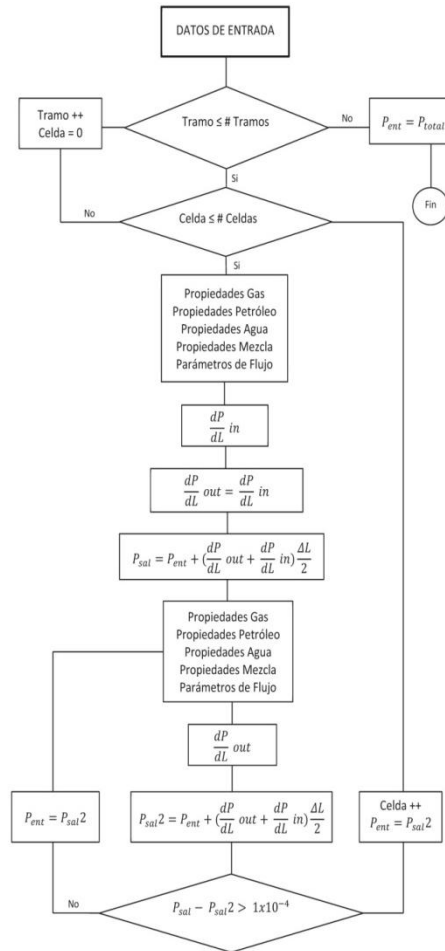 DATOS DE ENTRADA
Tramo ++
Celda = 0
Tramo ≤ # Tramos
No
P_ent = P_total
Si
Fin
No
Celda ≤ # Celdas
Si
Propiedades Gas
Propiedades Petróleo
Propiedades Agua
Propiedades Mezcla
Parámetros de Flujo
dP/dL in
dP/dL out = dP/dL in
P_sal = P_ent + (dP/dL out + dP/dL in) ΔL/2
Propiedades Gas
Propiedades Petróleo
Propiedades Agua
Propiedades Mezcla
Parámetros de Flujo
dP/dL out
P_ent = P_sal2
P_sal2 = P_ent + (dP/dL out + dP/dL in) ΔL/2
Celda ++
P_ent = P_sal2
No
P_sal − P_sal2 > 1x10⁻⁴